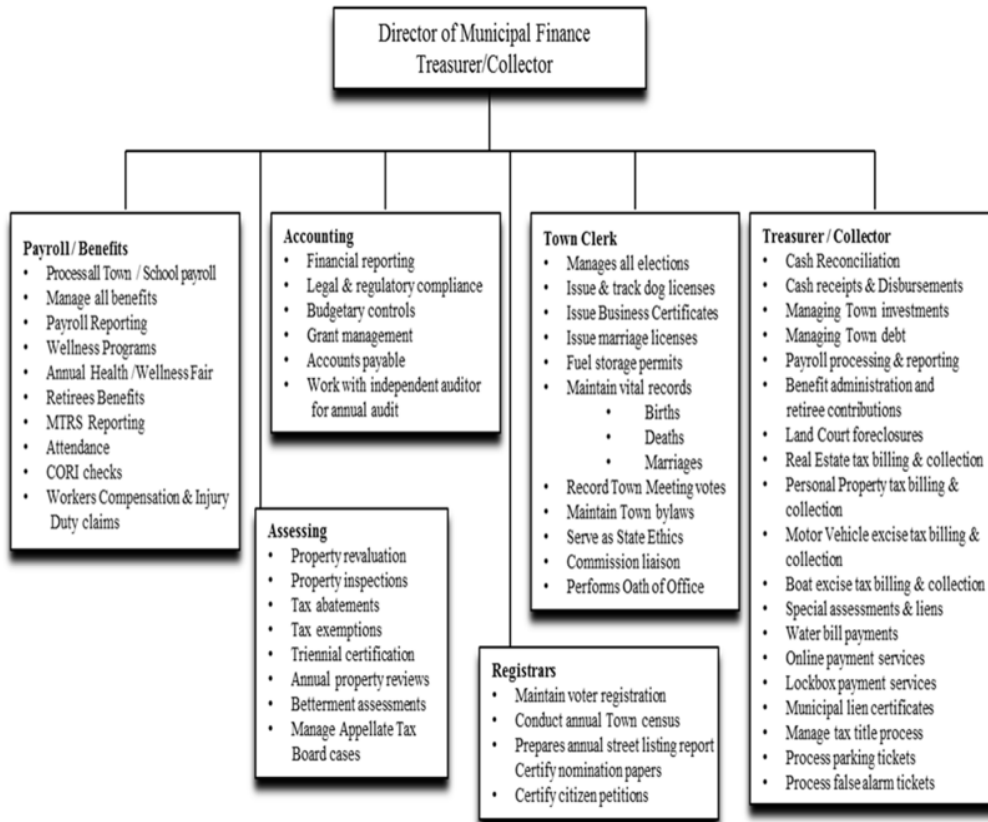 Director of Municipal Finance
Treasurer/Collector
Payroll / Benefits
• Process all Town / School payroll
• Manage all benefits
• Payroll Reporting
• Wellness Programs
• Annual Health /Wellness Fair
• Retirees Benefits
• MTRS Reporting
• Attendance
• CORI checks
• Workers Compensation & Injury
Duty claims
Accounting
• Financial reporting
• Legal & regulatory compliance
• Budgetary controls
• Grant management
• Accounts payable
• Work with independent auditor
for annual audit
Assessing
• Property revaluation
• Property inspections
• Tax abatements
• Tax exemptions
• Triennial certification
• Annual property reviews
• Betterment assessments
• Manage Appellate Tax
Board cases
Town Clerk
• Manages all elections
• Issue & track dog licenses
• Issue Business Certificates
• Issue marriage licenses
• Fuel storage permits
• Maintain vital records
• Births
• Deaths
• Marriages
• Record Town Meeting votes
• Maintain Town bylaws
• Serve as State Ethics
• Commission liaison
• Performs Oath of Office
Registrars
• Maintain voter registration
• Conduct annual Town census
• Prepares annual street listing report
Certify nomination papers
• Certify citizen petitions
Treasurer / Collector
• Cash Reconciliation
• Cash receipts & Disbursements
• Managing Town investments
• Managing Town debt
• Payroll processing & reporting
• Benefit administration and
retiree contributions
• Land Court foreclosures
• Real Estate tax billing & collection
• Personal Property tax billing &
collection
• Motor Vehicle excise tax billing &
collection
• Boat excise tax billing & collection
• Special assessments & liens
• Water bill payments
• Online payment services
• Lockbox payment services
• Municipal lien certificates
• Manage tax title process
• Process parking tickets
• Process false alarm tickets